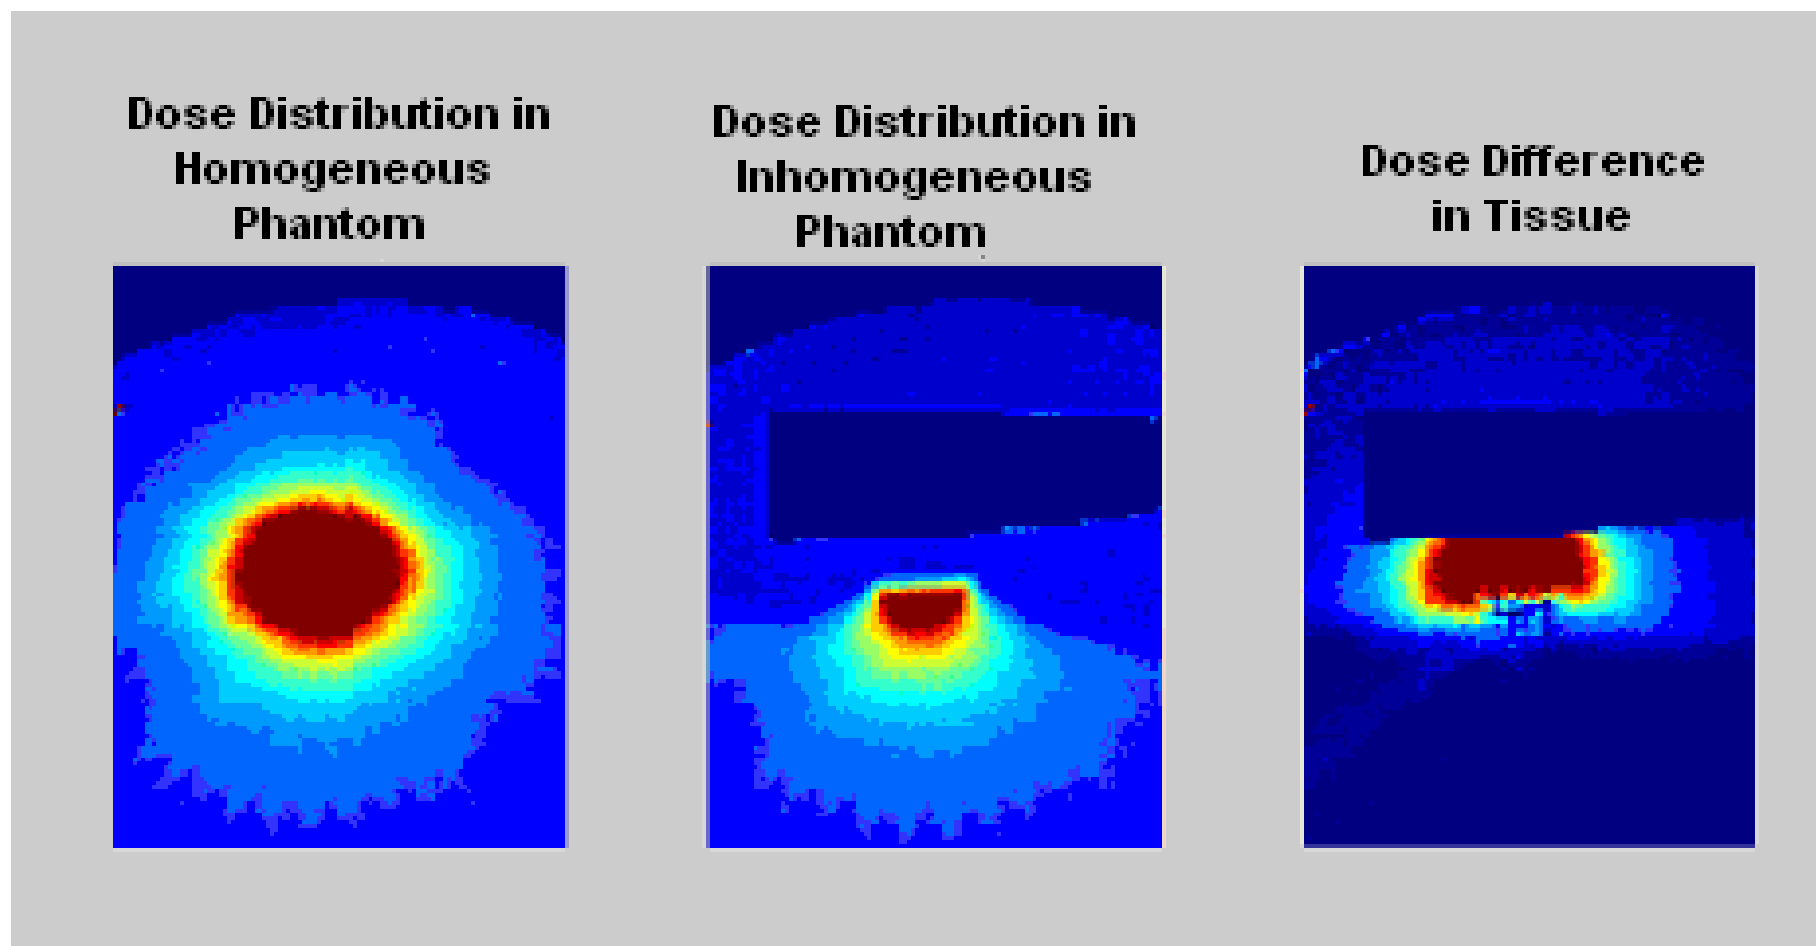 Dose Distribution in
Homogeneous
Phantom
Dose Distribution in
Inhomogeneous
Phantom
Dose Difference
in Tissue